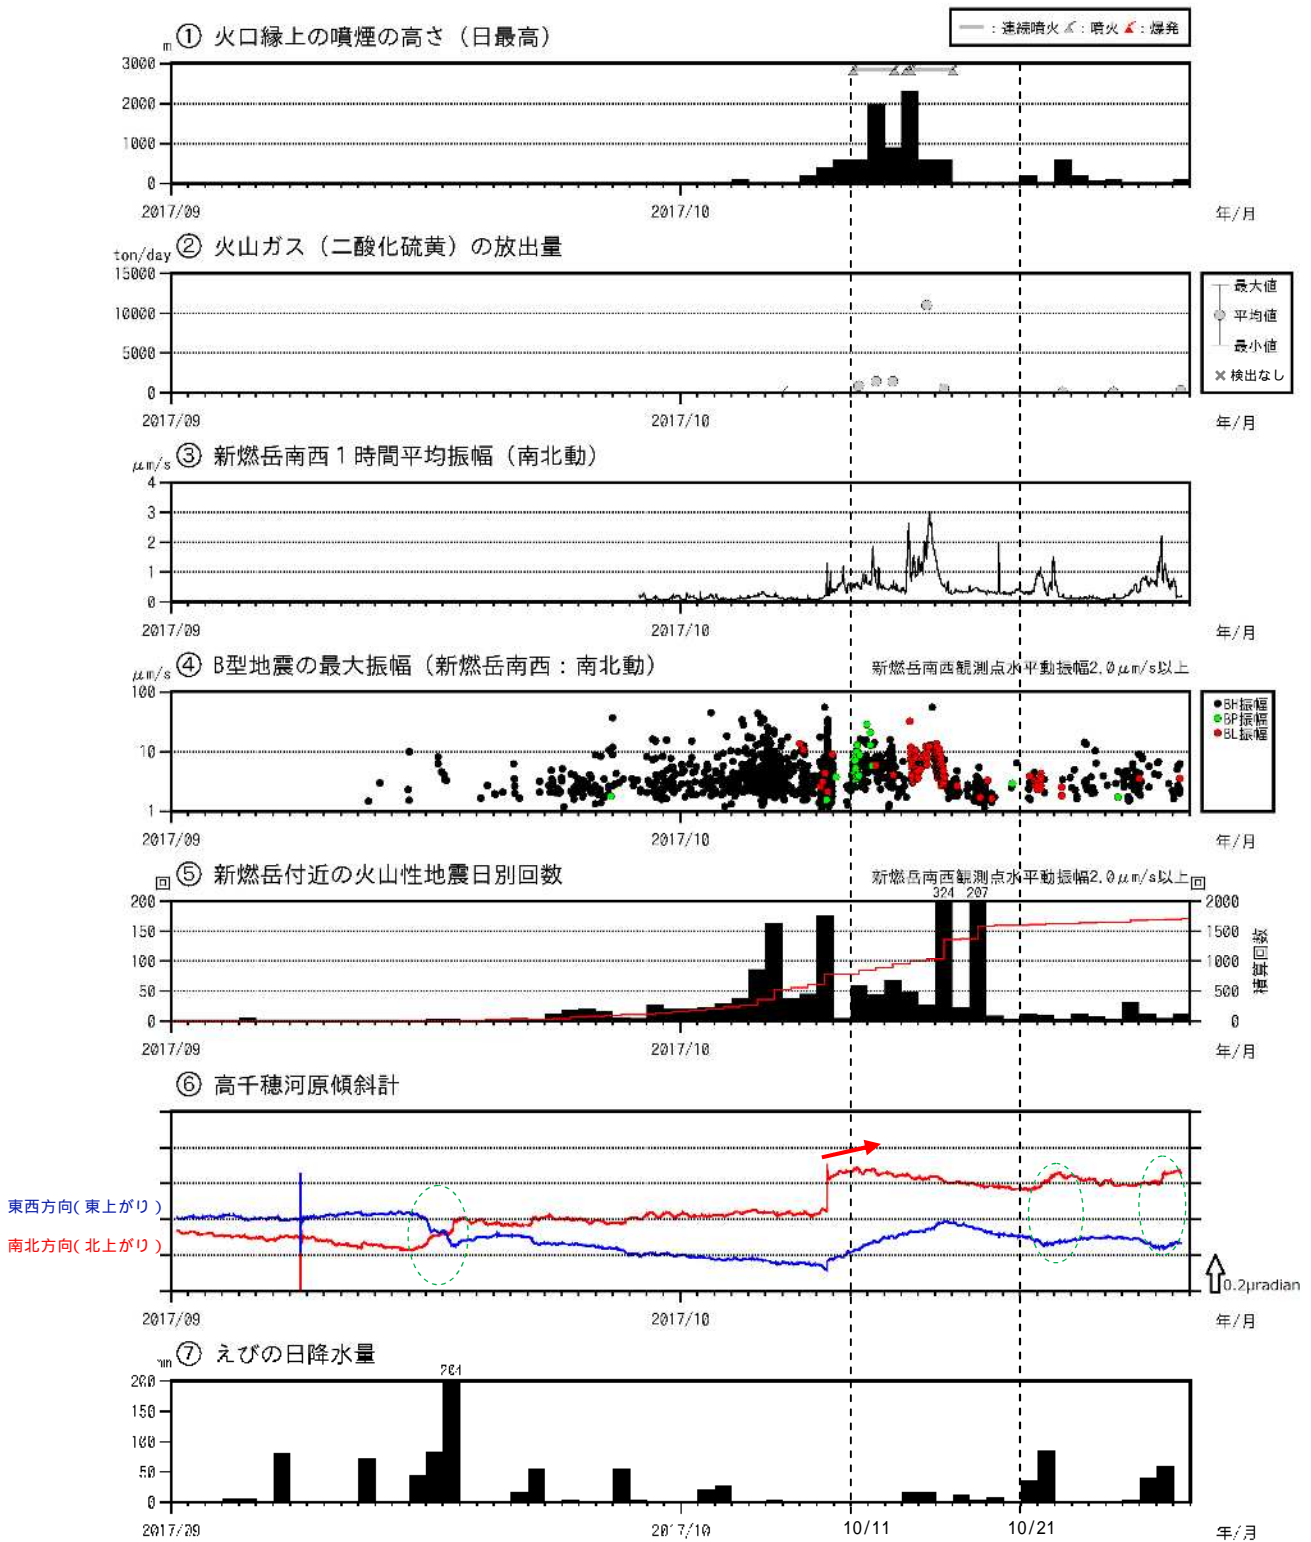 ① 火口縁上の噴煙の高さ（日最高）
：連続噴火 ：噴火 ：爆発
m
3000
2000
1000
0
2017/09 2017/10 年/月
② 火山ガス（二酸化硫黄）の放出量
ton/day
15000
10000
5000
0
最大値
平均値
最小値
検出なし
2017/09 2017/10 年/月
③ 新燃岳南西１時間平均振幅（南北動）
μm/s
4
3
2
1
0
2017/09 2017/10 年/月
④ B型地震の最大振幅（新燃岳南西：南北動）
新燃岳南西観測点水平動振幅2.0μm/s以上
μm/s
100
10
1
BH振幅
BP振幅
BL振幅
2017/09 2017/10 年/月
⑤ 新燃岳付近の火山性地震日別回数
新燃岳南西観測点水平動振幅2.0μm/s以上
回 回
324 207
200 2000
150 1500
100 1000
50 500
0 0
積算回数
2017/09 2017/10 年/月
⑥ 高千穂河原傾斜計
東西方向(東上がり)
南北方向(北上がり)
0.2μradian
2017/09 2017/10 年/月
⑦ えびの日降水量
mm
204
200
150
100
50
0
2017/09 2017/10 10/11 10/21 年/月